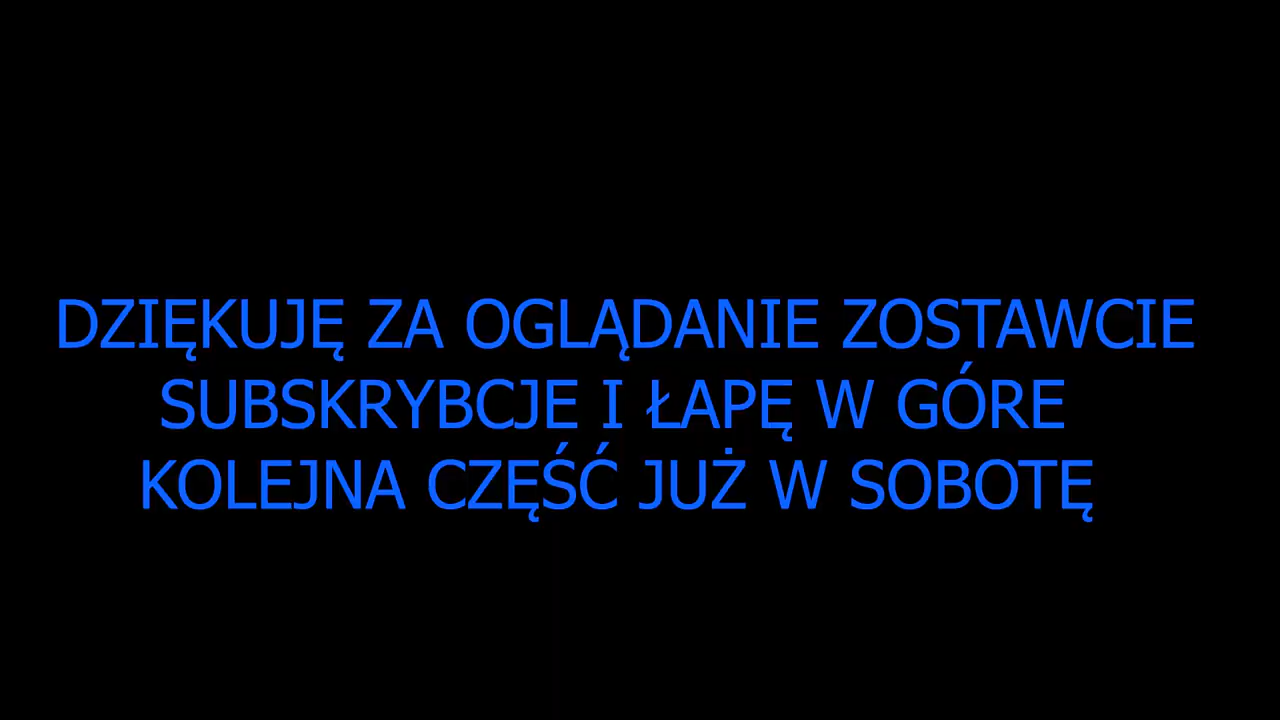 DZIĘKUJĘ ZA OGLĄDANIE ZOSTAWCIE
SUBSKRYBCJE I ŁAPĘ W GÓRE
KOLEJNA CZĘŚĆ JUŻ W SOBOTĘ